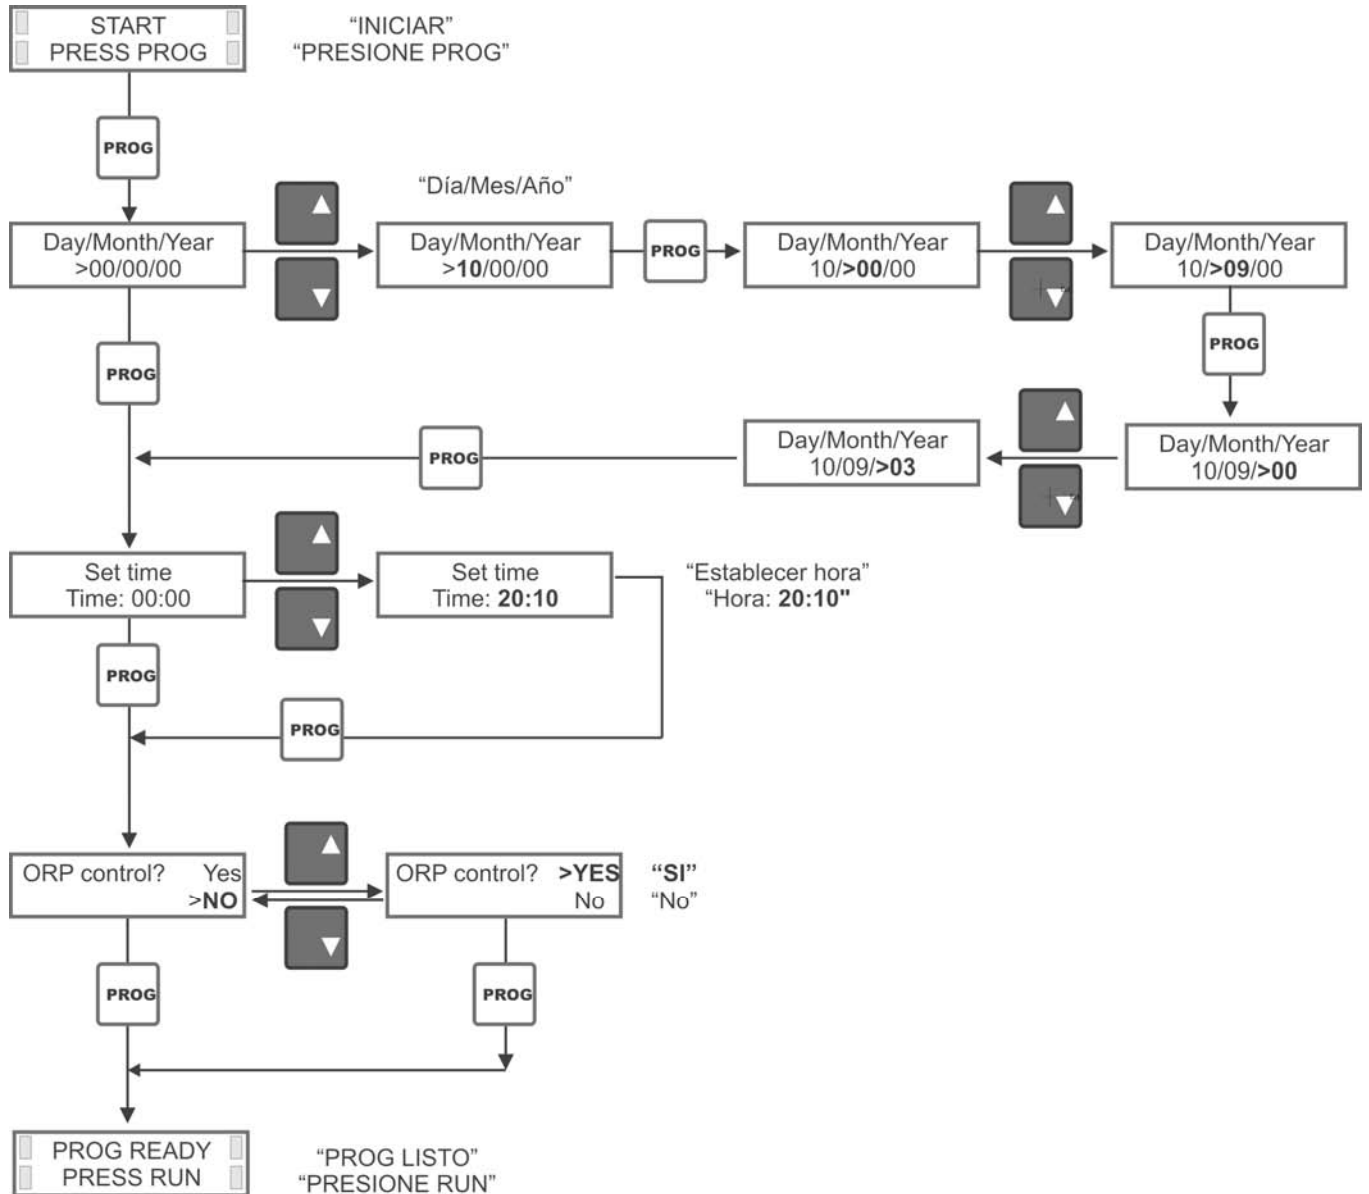 START
PRESS PROG
“INICIAR”
“PRESIONE PROG”
PROG
“Día/Mes/Año”
Day/Month/Year
>00/00/00
Day/Month/Year
>10/00/00
PROG
Day/Month/Year
10/>00/00
Day/Month/Year
10/>09/00
PROG
PROG
PROG
Day/Month/Year
10/09/>03
Day/Month/Year
10/09/>00
Set time
Time: 00:00
Set time
Time: 20:10
“Establecer hora”
“Hora: 20:10"
PROG
PROG
ORP control? Yes
>NO
ORP control? >YES
No
“SI”
“No”
PROG
PROG
PROG READY
PRESS RUN
“PROG LISTO”
“PRESIONE RUN”